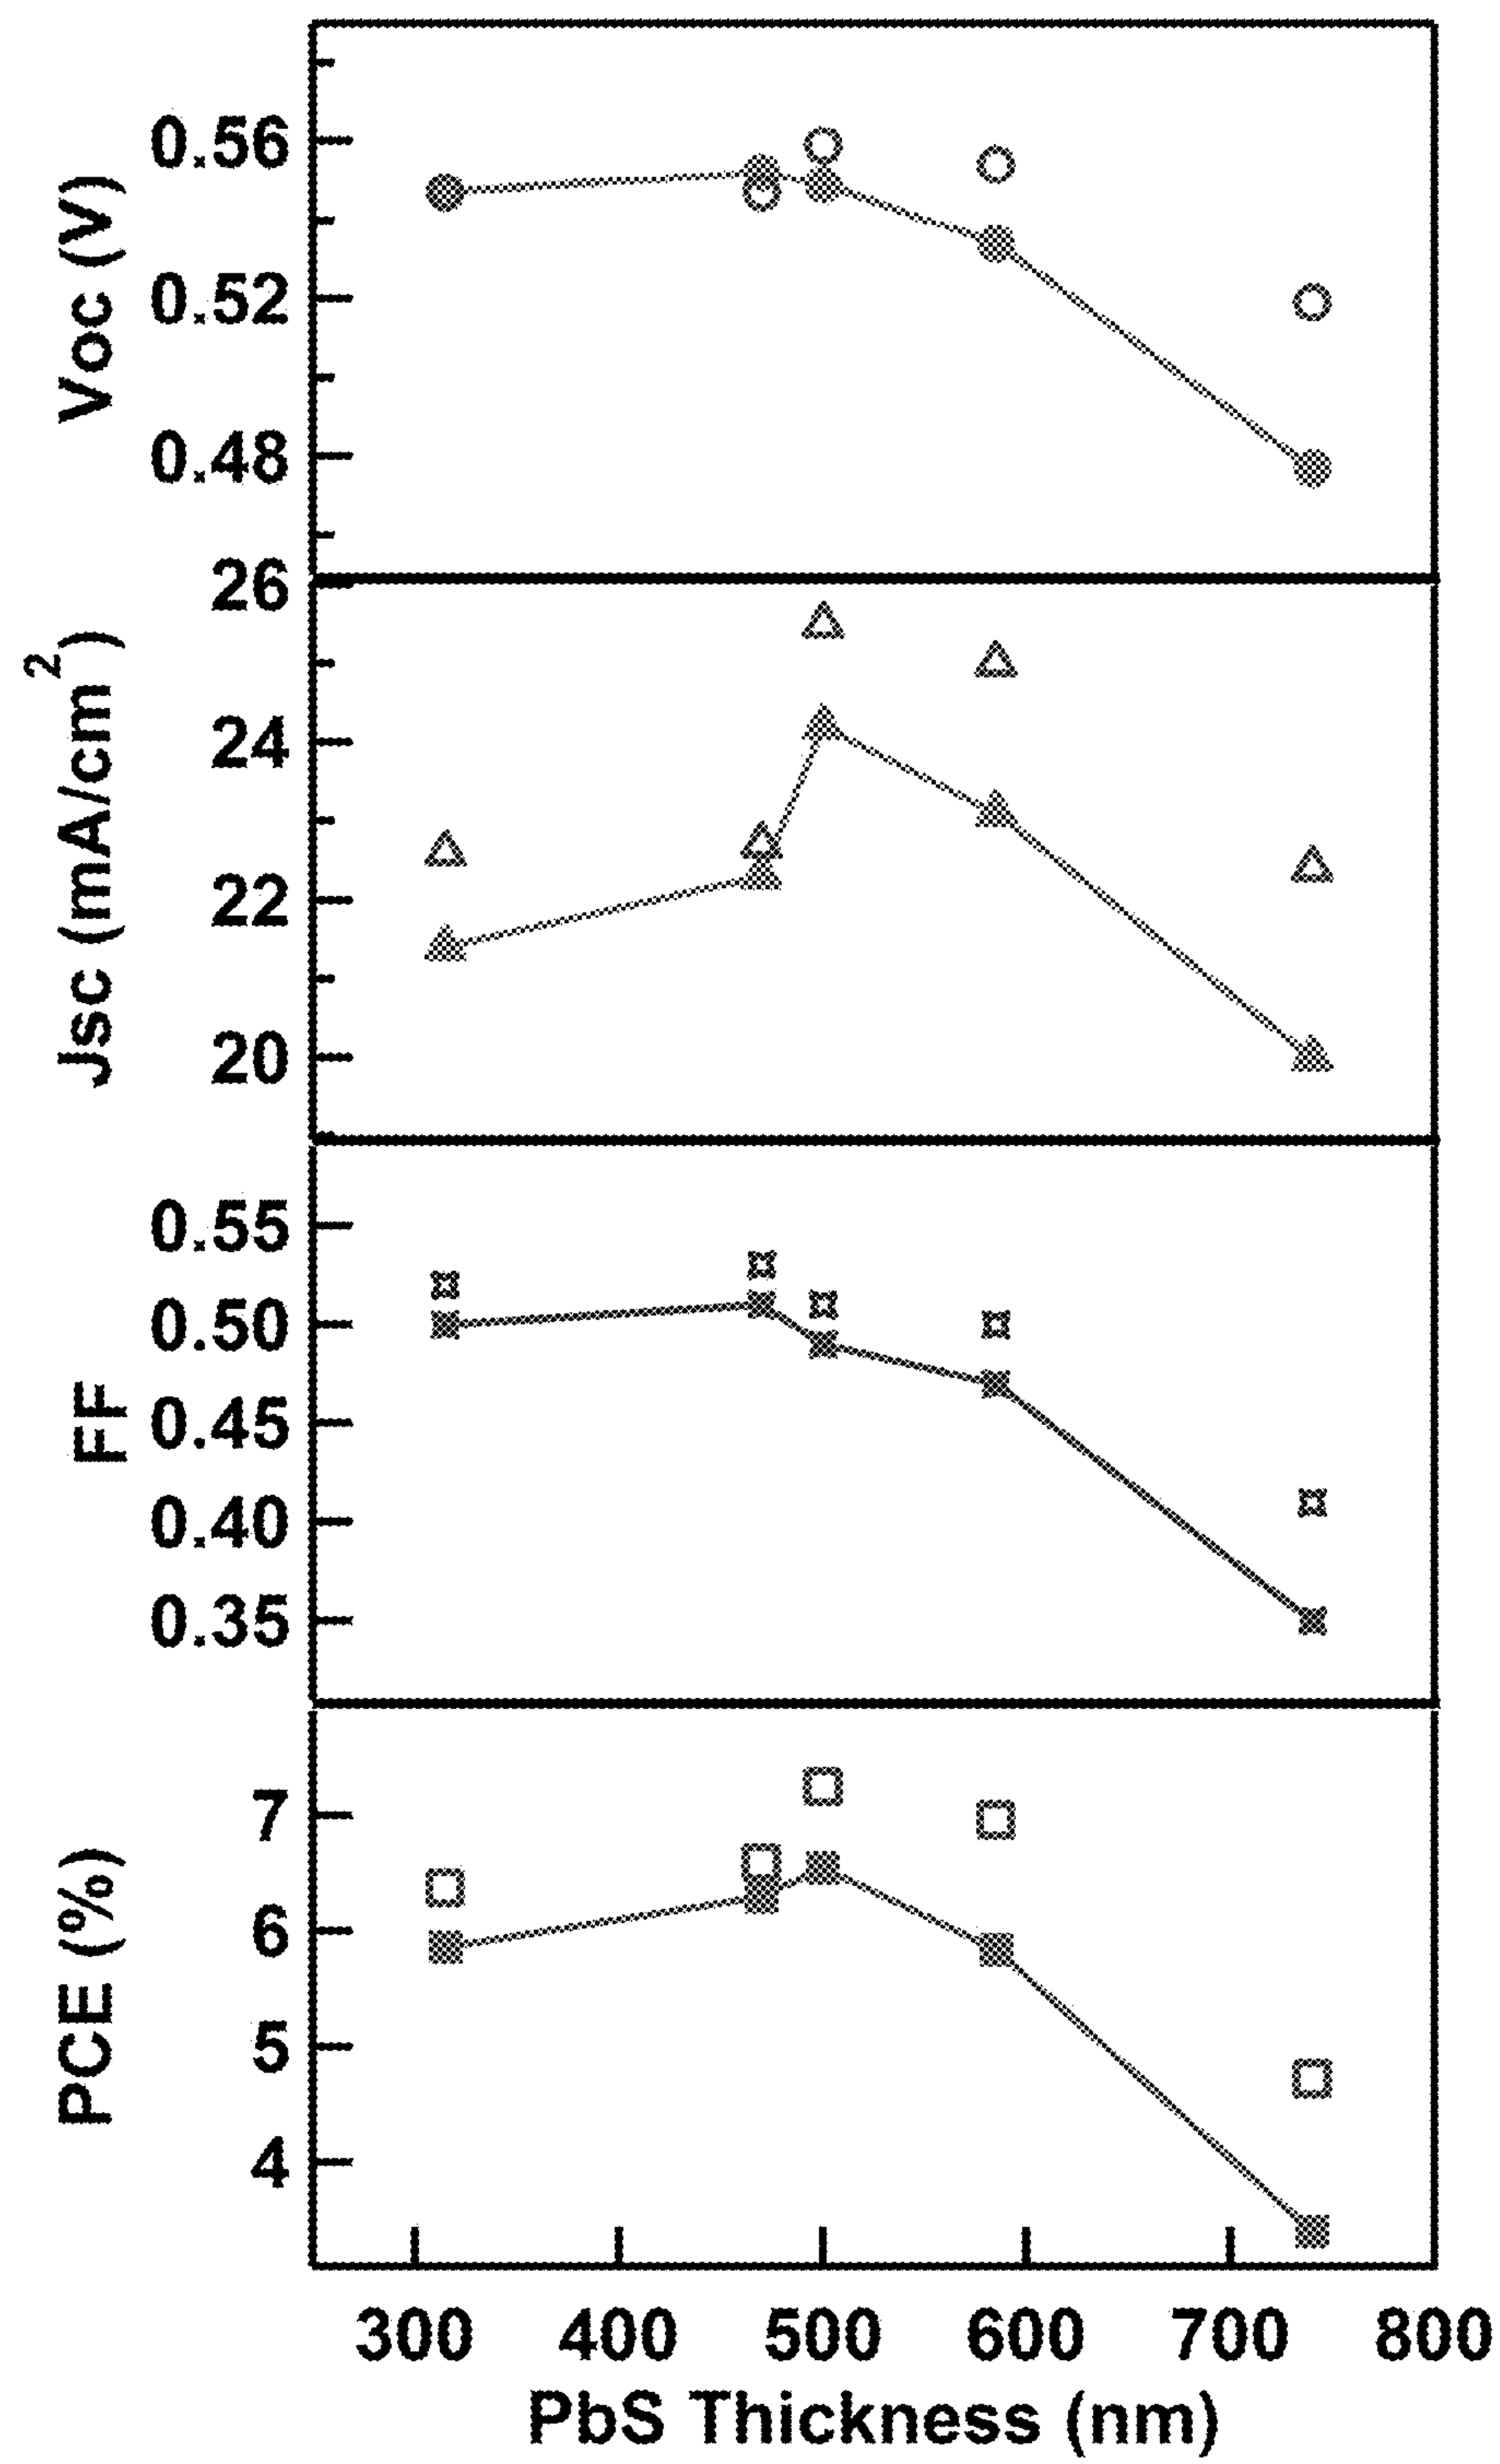 Voc (V)
0.56
0.52
0.48
Jsc (mA/cm²)
26
24
22
20
FF
0.55
0.50
0.45
0.40
0.35
PCE (%)
7
6
5
4
300 400 500 600 700 800
PbS Thickness (nm)